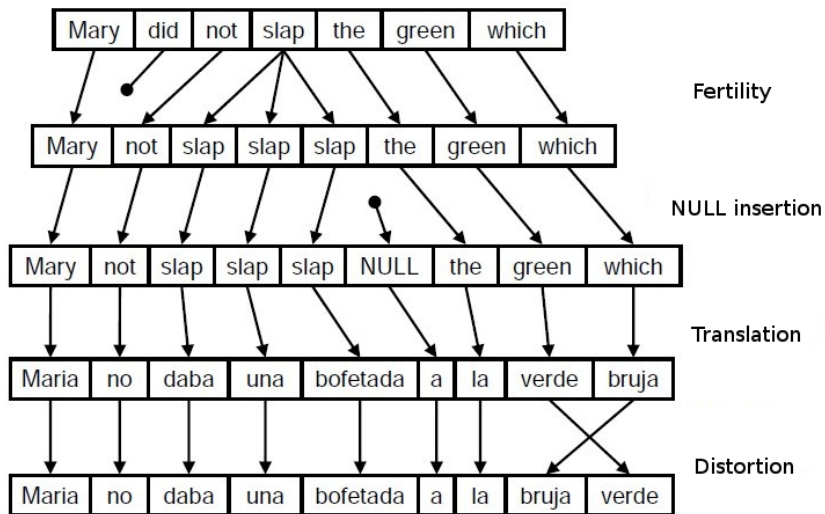 Mary did not slap the green which
Fertility
Mary not slap slap slap the green which
NULL insertion
Mary not slap slap slap NULL the green which
Translation
Maria no daba una bofetada a la verde bruja
Distortion
Maria no daba una bofetada a la bruja verde